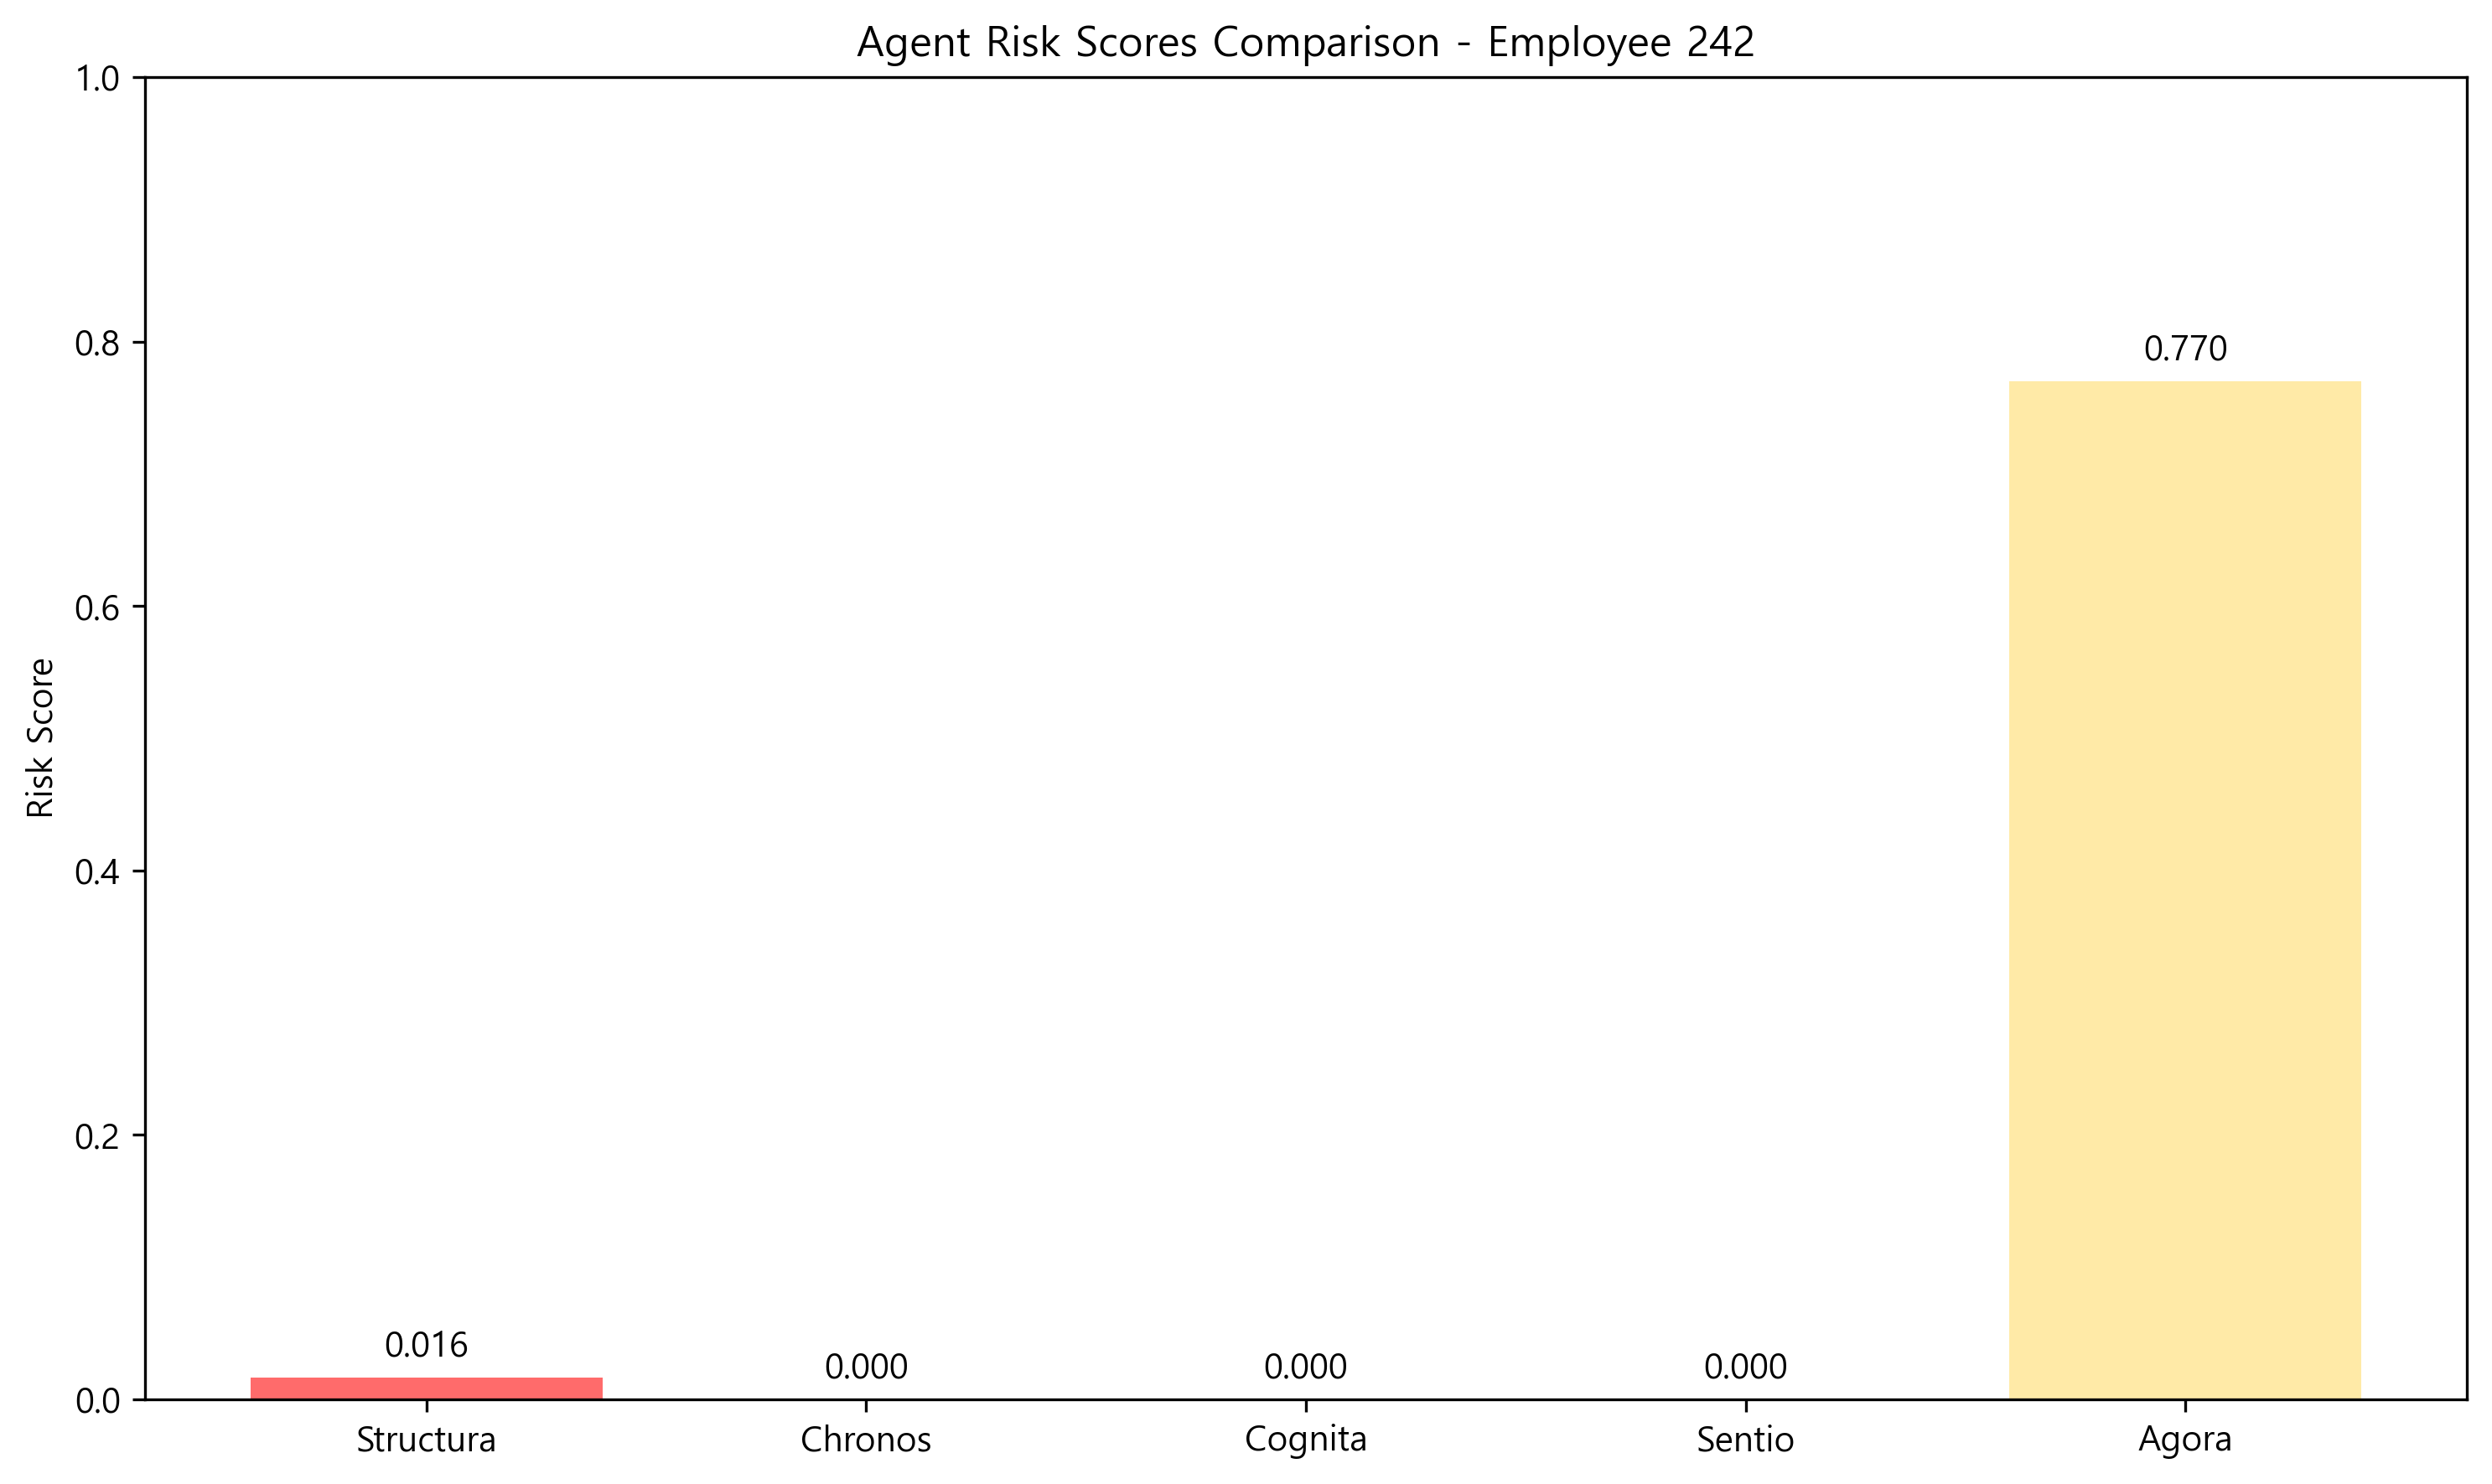 Agent Risk Scores Comparison - Employee 242
1.0
0.8
0.6
0.4
0.2
0.0
Risk Score
0.016
0.000
0.000
0.000
0.770
Structura
Chronos
Cognita
Sentio
Agora